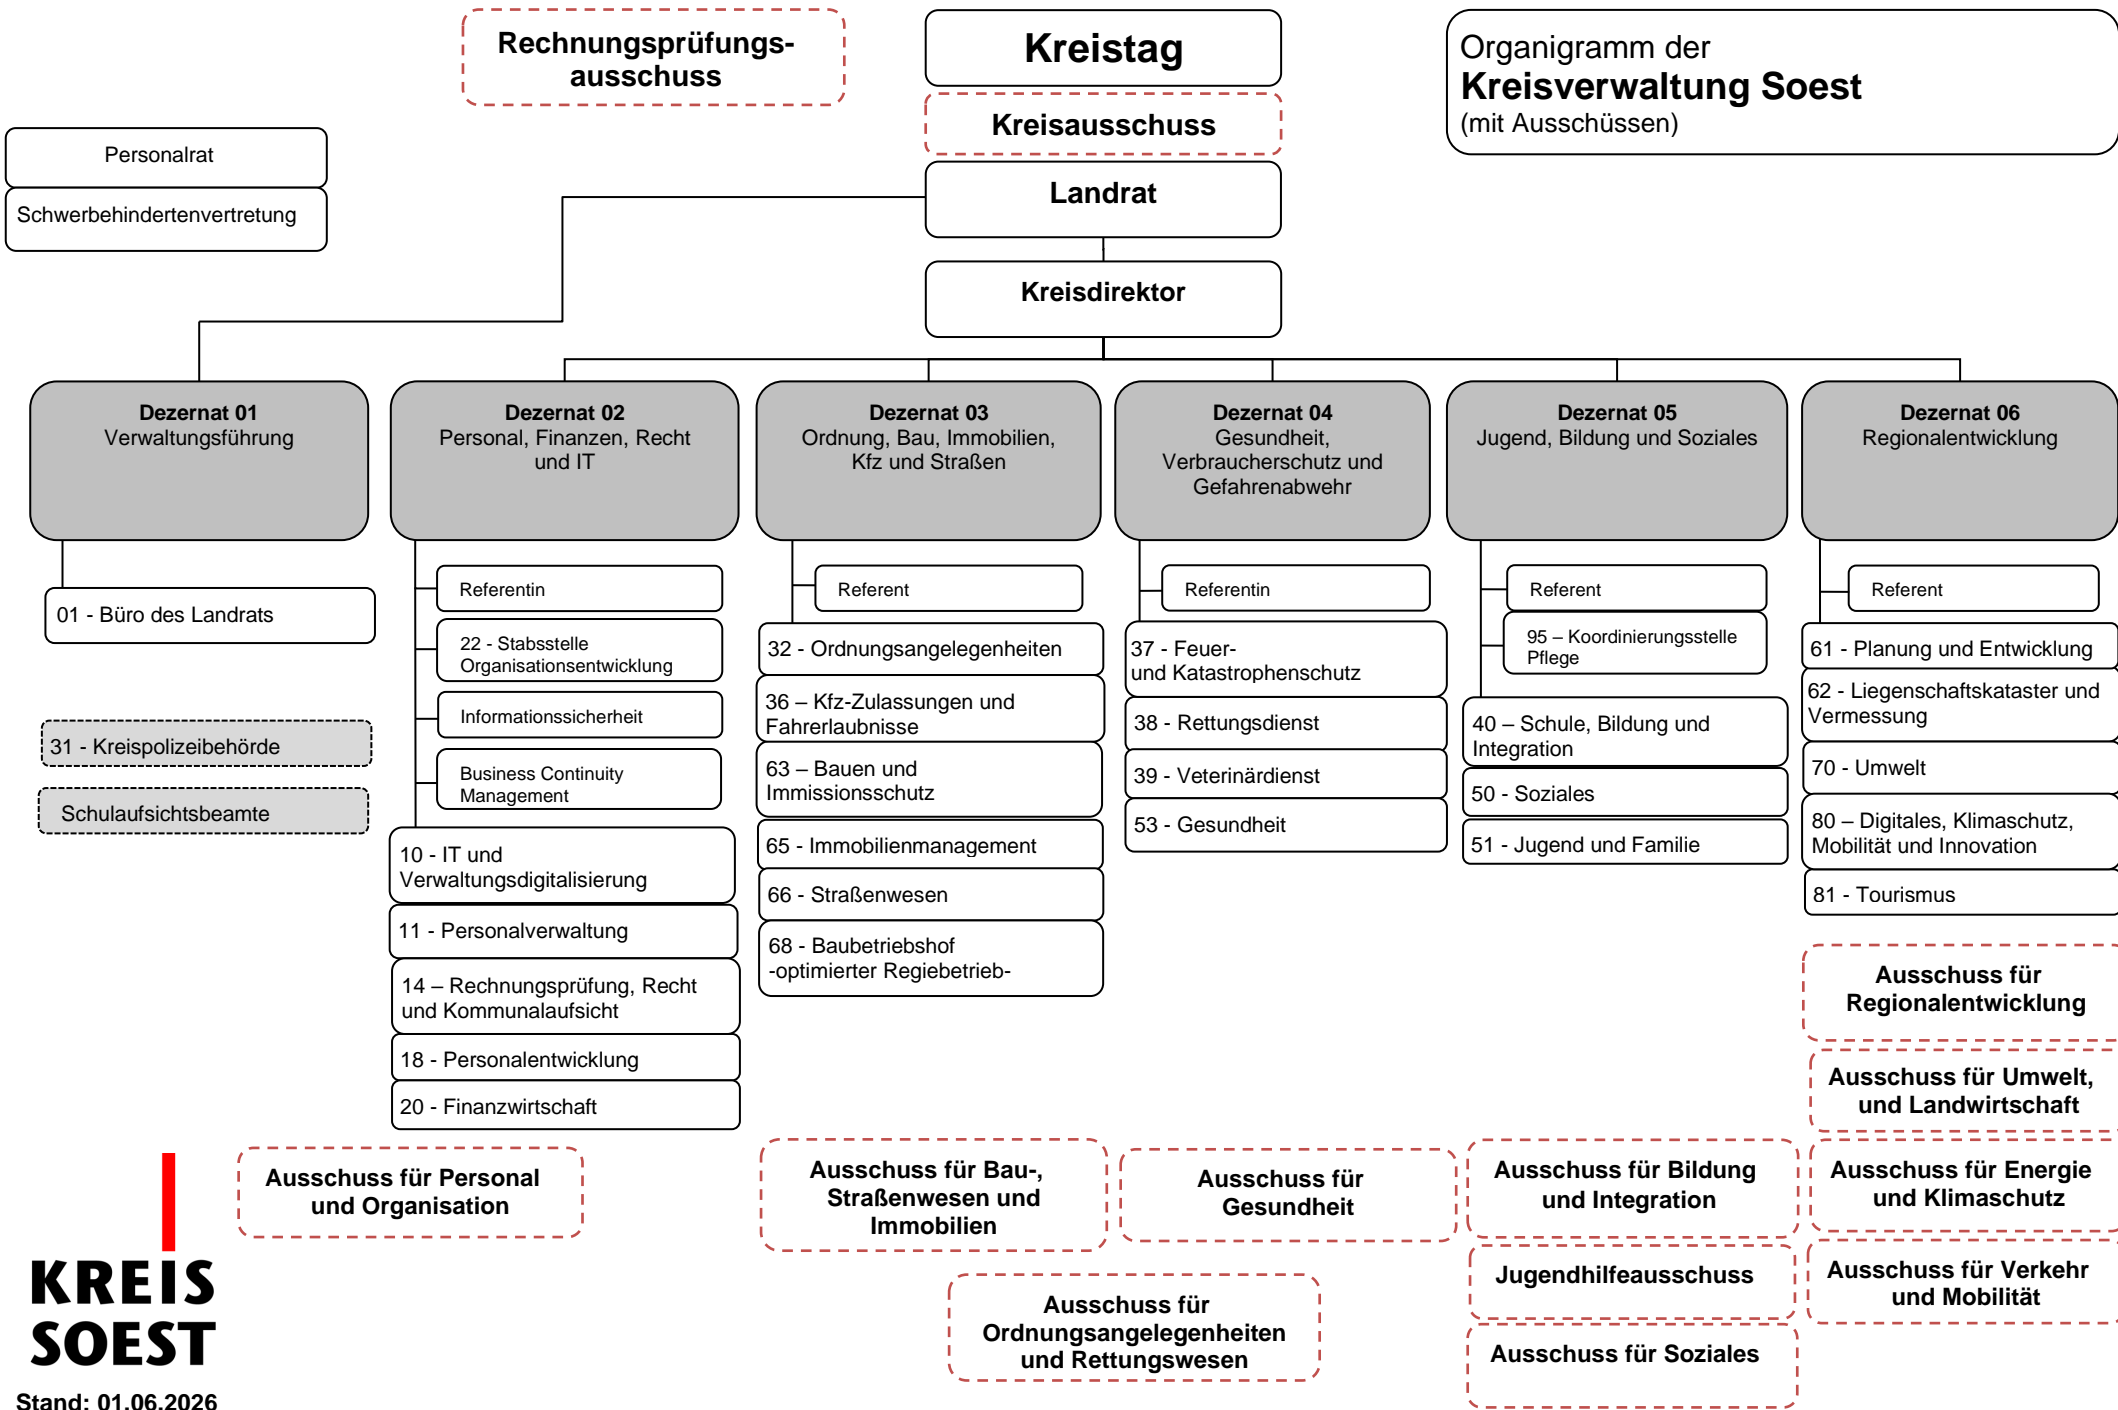 Rechnungsprüfungs-
ausschuss
Kreistag
Kreisausschuss
Landrat
Kreisdirektor
Organigramm der
Kreisverwaltung Soest
(mit Ausschüssen)
Personalrat
Schwerbehindertenvertretung
Dezernat 01
Verwaltungsführung
01 - Büro des Landrats
31 - Kreispolizeibehörde
Schulaufsichtsbeamte
Dezernat 02
Personal, Finanzen, Recht
und IT
Referentin
22 - Stabsstelle
Organisationsentwicklung
Informationssicherheit
Business Continuity
Management
10 - IT und
Verwaltungsdigitalisierung
11 - Personalverwaltung
14 – Rechnungsprüfung, Recht
und Kommunalaufsicht
18 - Personalentwicklung
20 - Finanzwirtschaft
Dezernat 03
Ordnung, Bau, Immobilien,
Kfz und Straßen
Referent
32 - Ordnungsangelegenheiten
36 – Kfz-Zulassungen und
Fahrerlaubnisse
63 – Bauen und
Immissionsschutz
65 - Immobilienmanagement
66 - Straßenwesen
68 - Baubetriebshof
-optimierter Regiebetrieb-
Dezernat 04
Gesundheit,
Verbraucherschutz und
Gefahrenabwehr
Referentin
37 - Feuer-
und Katastrophenschutz
38 - Rettungsdienst
39 - Veterinärdienst
53 - Gesundheit
Dezernat 05
Jugend, Bildung und Soziales
Referent
95 – Koordinierungsstelle
Pflege
40 – Schule, Bildung und
Integration
50 - Soziales
51 - Jugend und Familie
Dezernat 06
Regionalentwicklung
Referent
61 - Planung und Entwicklung
62 - Liegenschaftskataster und
Vermessung
70 - Umwelt
80 – Digitales, Klimaschutz,
Mobilität und Innovation
81 - Tourismus
Ausschuss für Personal
und Organisation
Ausschuss für Bau-,
Straßenwesen und
Immobilien
Ausschuss für
Gesundheit
Ausschuss für
Ordnungsangelegenheiten
und Rettungswesen
Ausschuss für Bildung
und Integration
Jugendhilfeausschuss
Ausschuss für Soziales
Ausschuss für
Regionalentwicklung
Ausschuss für Umwelt,
und Landwirtschaft
Ausschuss für Energie
und Klimaschutz
Ausschuss für Verkehr
und Mobilität
KREIS
SOEST
Stand: 01.06.2026